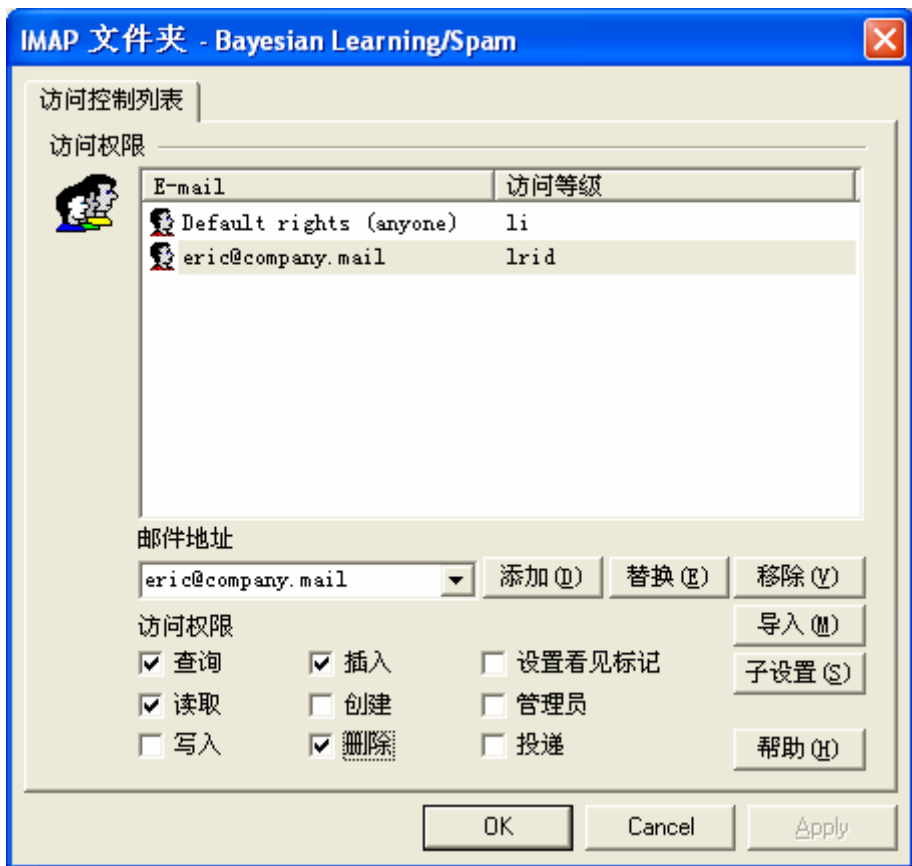 IMAP 文件夹 - Bayesian Learning/Spam
访问控制列表
访问权限
E-mail 访问等级
Default rights (anyone) li
eric@company.mail lrid
邮件地址
eric@company.mail 添加(D) 替换(E) 移除(V)
访问权限 导入(M)
查询 插入 设置看见标记 子设置(S)
读取 创建 管理员
写入 删除 投递 帮助(H)
OK Cancel Apply